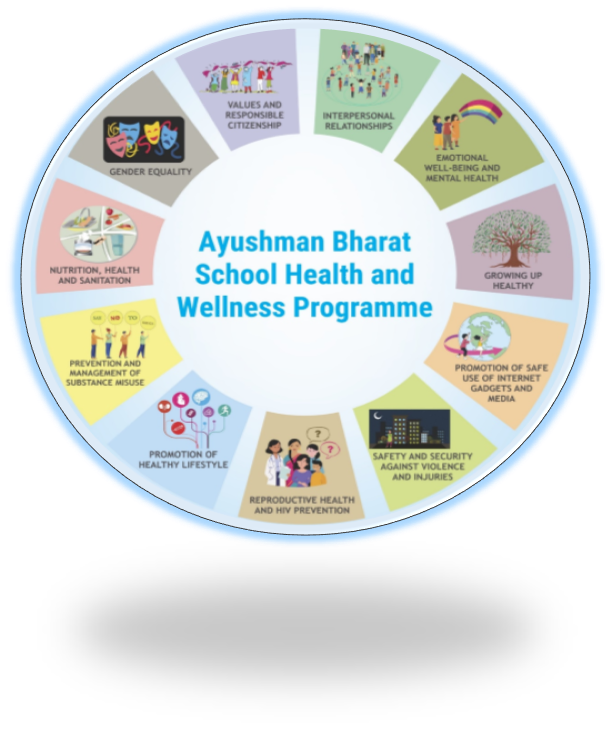 Ayushman Bharat
School Health and
Wellness Programme
VALUES AND
RESPONSIBLE
CITIZENSHIP
INTERPERSONAL
RELATIONSHIPS
EMOTIONAL
WELL-BEING AND
MENTAL HEALTH
GROWING UP
HEALTHY
PROMOTION OF SAFE
USE OF INTERNET
GADGETS AND
MEDIA
SAFETY AND SECURITY
AGAINST VIOLENCE
AND INJURIES
REPRODUCTIVE HEALTH
AND HIV PREVENTION
PROMOTION OF
HEALTHY LIFESTYLE
PREVENTION AND
MANAGEMENT OF
SUBSTANCE MISUSE
NUTRITION, HEALTH
AND SANITATION
GENDER EQUALITY